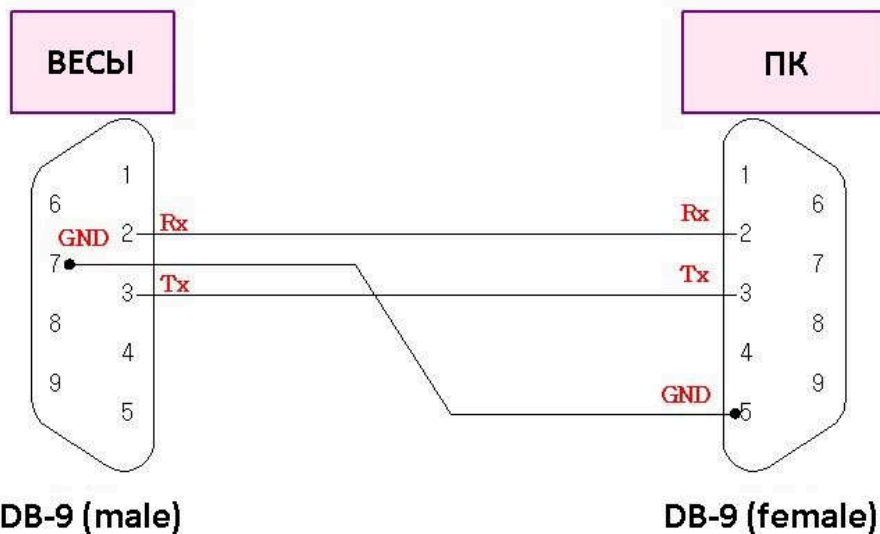 ВЕСЫ
ПК
1
6
2
Rx
GND
7
3
Tx
8
4
9
5
1
6
Rx
2
7
Tx
3
8
4
9
GND
5
DB-9 (male)
DB-9 (female)